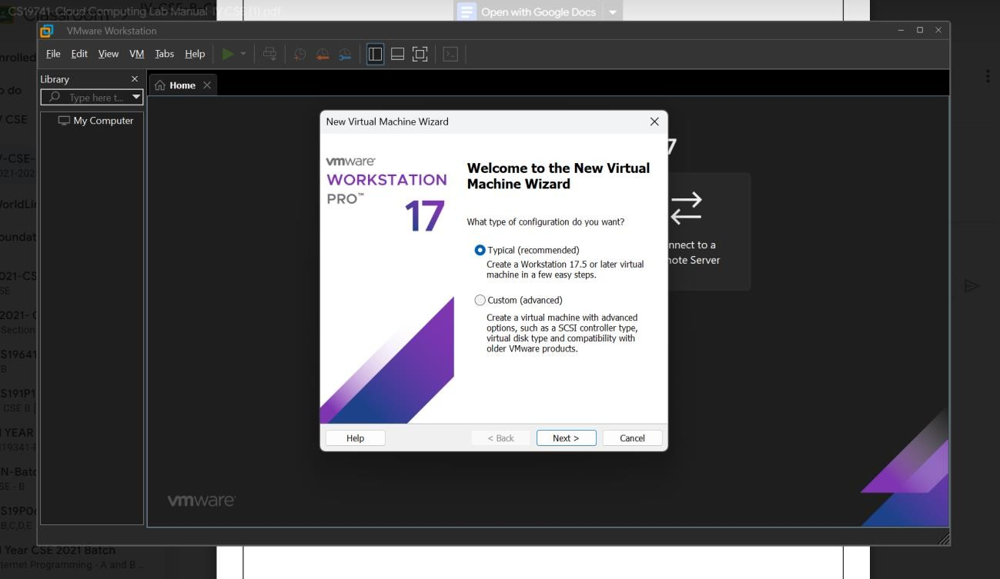 CS19741-Cloud Computing Lab Manual-IV CSE (1).pdf
Open with Google Docs
VMware Workstation
File Edit View VM Tabs Help
Library
Home
Type here t...
My Computer
New Virtual Machine Wizard
vmware
WORKSTATION
PRO™
17
Welcome to the New Virtual
Machine Wizard
What type of configuration do you want?
Typical (recommended)
Create a Workstation 17.5 or later virtual
machine in a few easy steps.
Custom (advanced)
Create a virtual machine with advanced
options, such as a SCSI controller type,
virtual disk type and compatibility with
older VMware products.
Help
< Back
Next >
Cancel
7
nnect to a
note Server
vmware
nrolled
o do
CSE
-CSE-
021-202
VorldLin
oundat
021-CS
SE
2021- C
Section
S19641
B
S191P1
CSE B
YEAR
19341-F
N-Batc
SE - B
S19P06
B,C,D,E
Year CSE 2021 Batch
ternet Programming - A and B ...